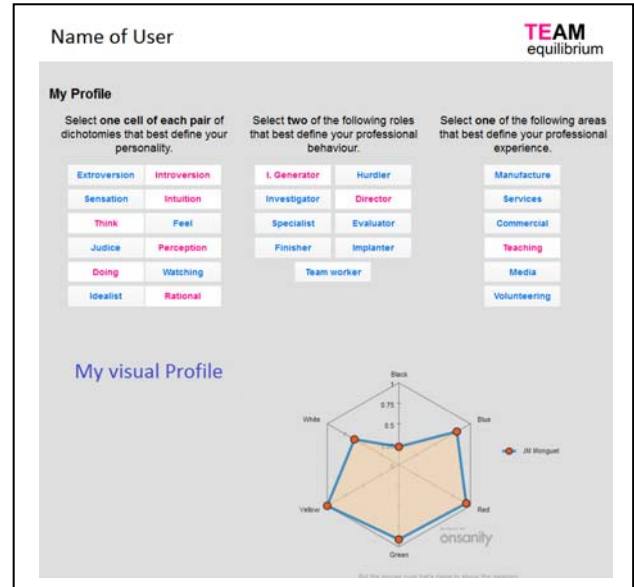 Name of User
TEAM
equilibrium
My Profile
Select one cell of each pair of
dichotomies that best define your
personality.
Extroversion Introversion
Sensation Intuition
Think Feel
Judice Perception
Doing Watching
Idealist Rational
Select two of the following roles
that best define your professional
behaviour.
I. Generator Hurdler
Investigator Director
Specialist Evaluator
Finisher Implanter
Team worker
Select one of the following areas
that best define your professional
experience.
Manufacture
Services
Commercial
Teaching
Media
Volunteering
My visual Profile
Black
1
0.75
0.5
White
Blue
JM Monguet
Yellow
Red
Green
onsanity